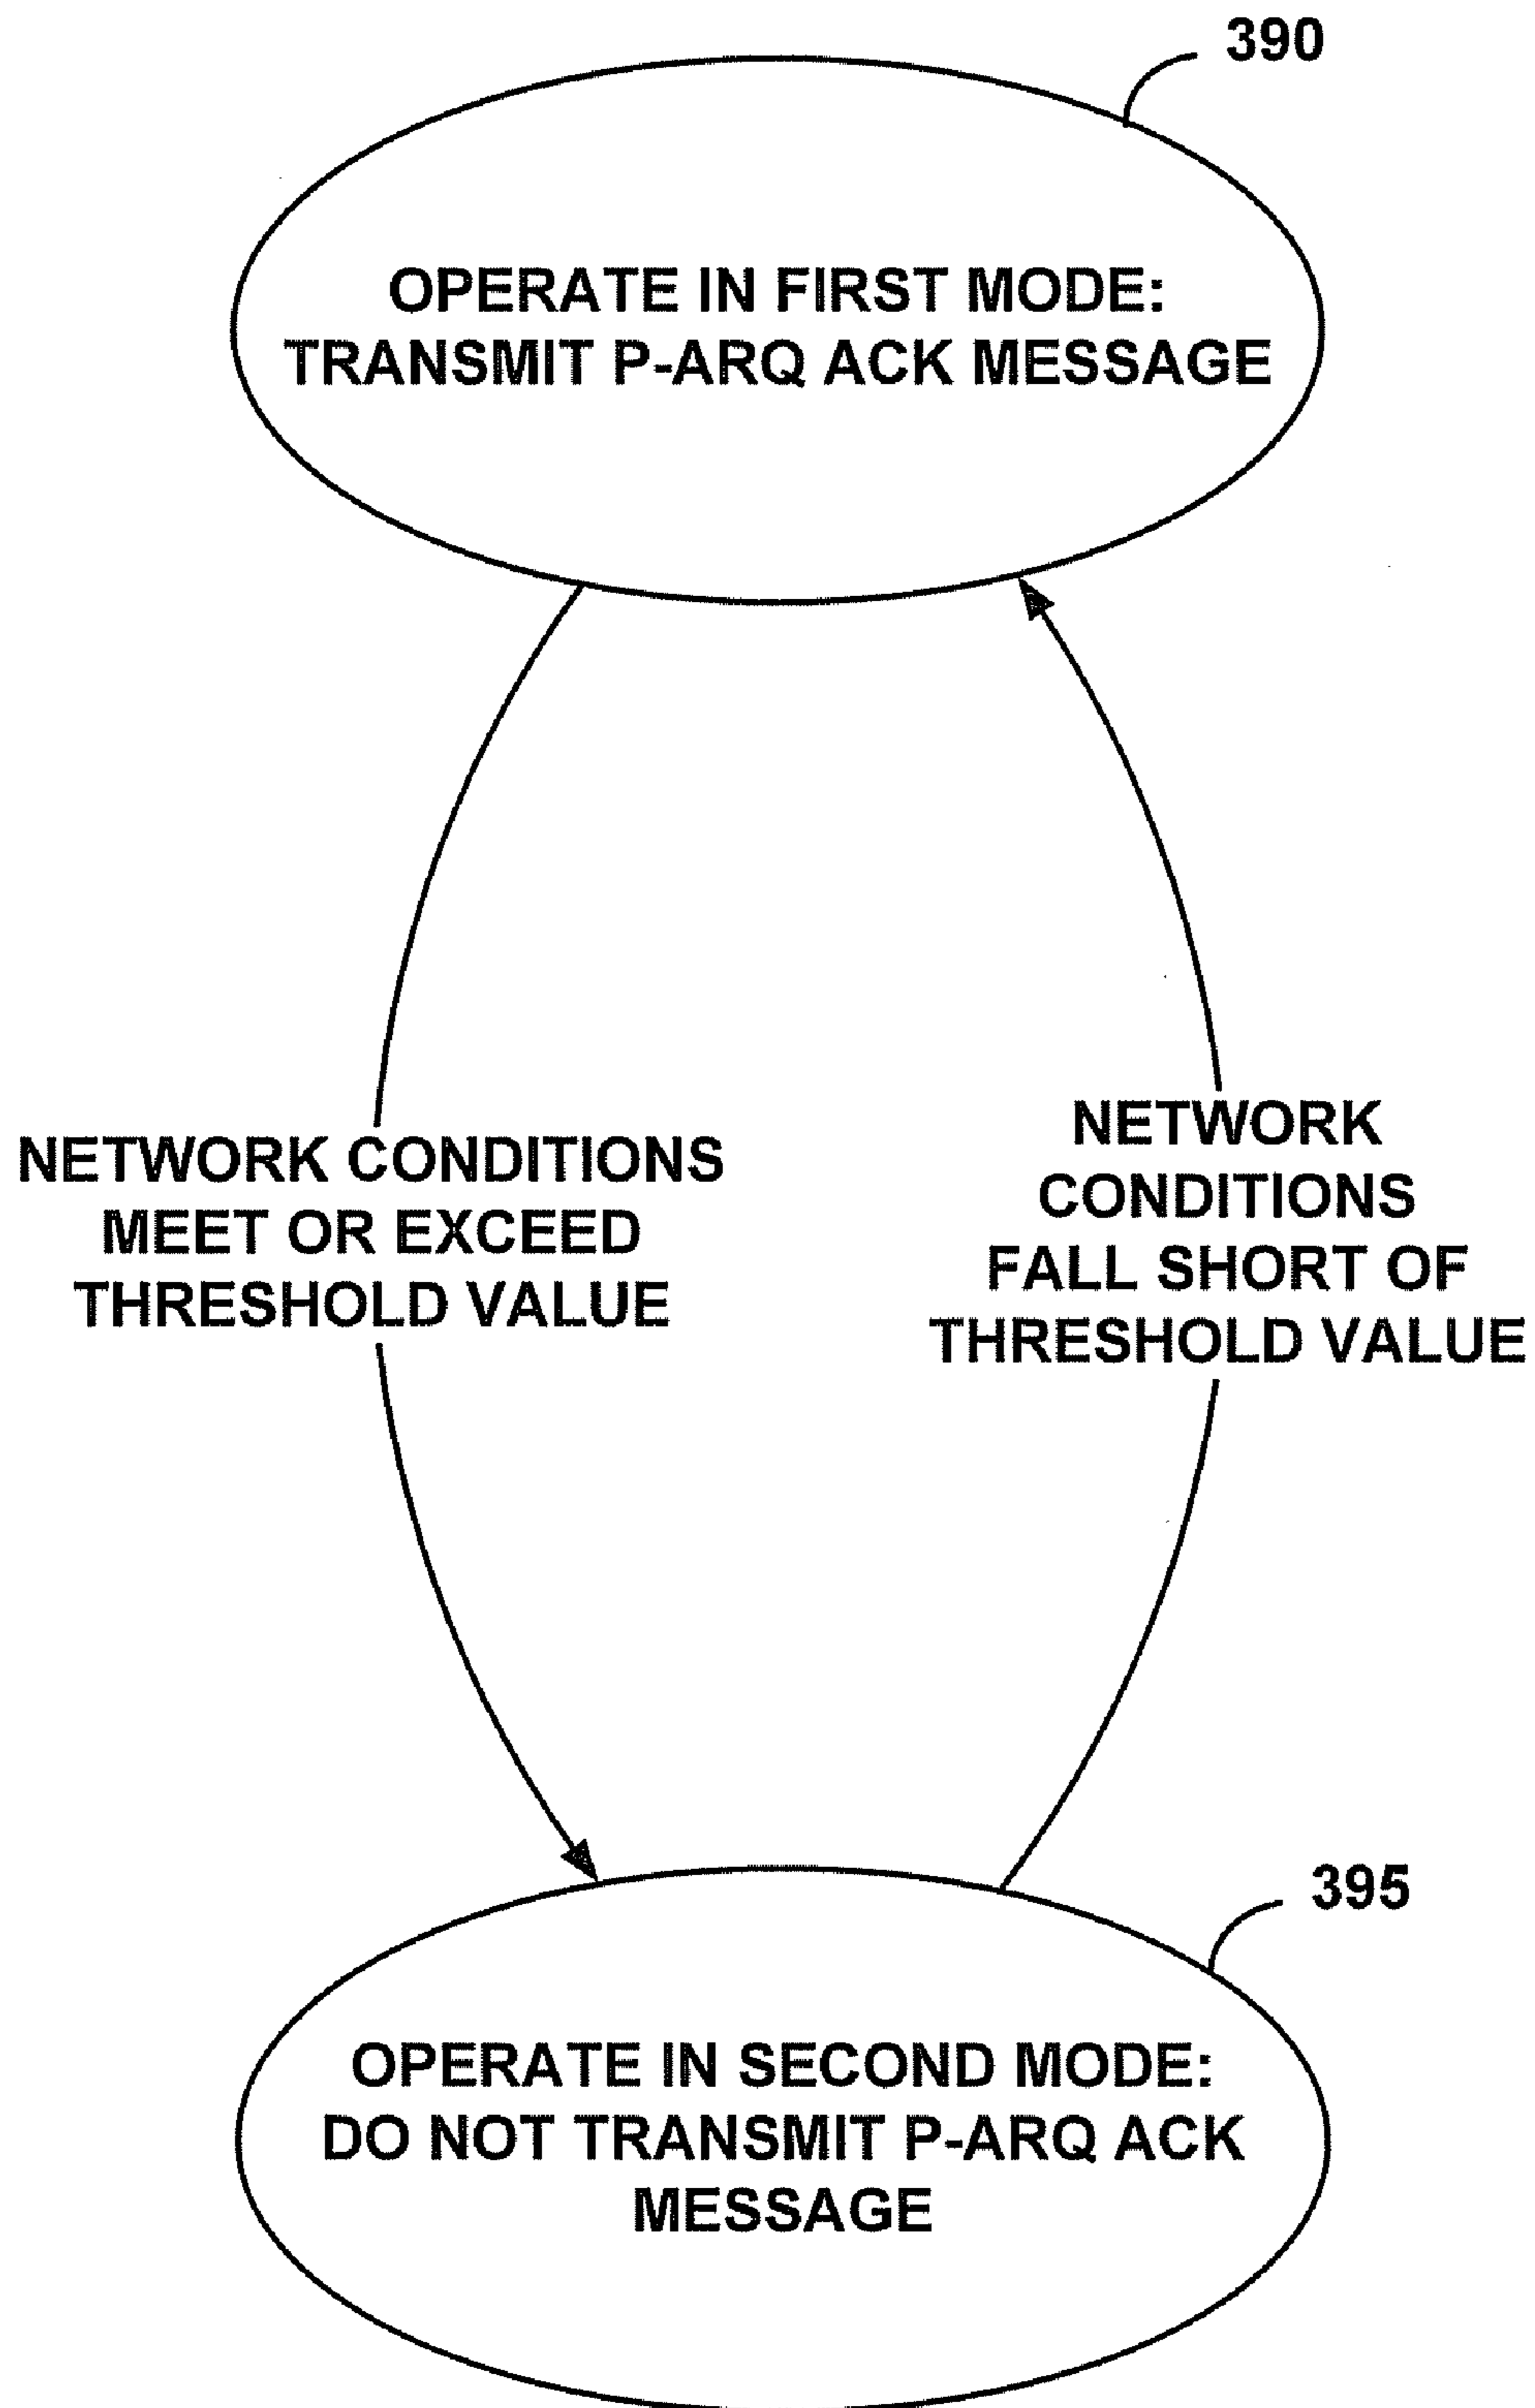 390
OPERATE IN FIRST MODE:
TRANSMIT P-ARQ ACK MESSAGE
NETWORK CONDITIONS
MEET OR EXCEED
THRESHOLD VALUE
NETWORK
CONDITIONS
FALL SHORT OF
THRESHOLD VALUE
395
OPERATE IN SECOND MODE:
DO NOT TRANSMIT P-ARQ ACK
MESSAGE